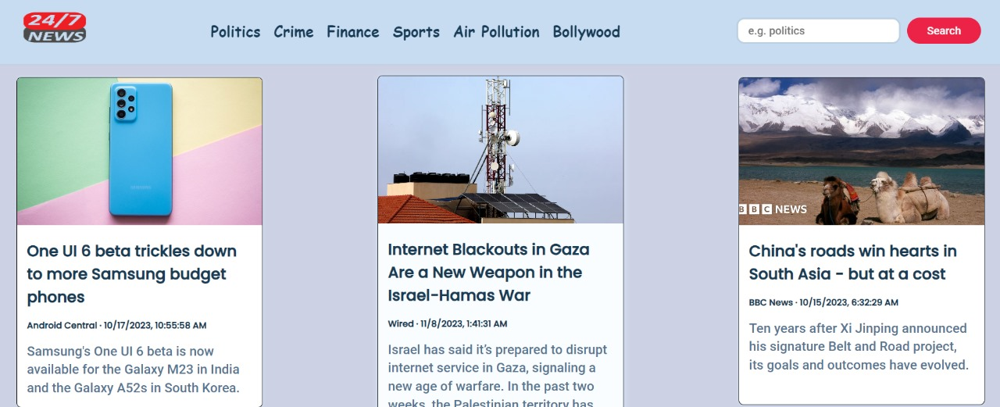 24/7
NEWS
Politics Crime Finance Sports Air Pollution Bollywood
e.g. politics
Search
SAMSUNG
One UI 6 beta trickles down
to more Samsung budget
phones
Android Central · 10/17/2023, 10:55:58 AM
Samsung's One UI 6 beta is now
available for the Galaxy M23 in India
and the Galaxy A52s in South Korea.
Internet Blackouts in Gaza
Are a New Weapon in the
Israel-Hamas War
Wired · 11/8/2023, 1:41:31 AM
Israel has said it’s prepared to disrupt
internet service in Gaza, signaling a
new age of warfare. In the past two
weeks, the Palestinian territory has
BBC NEWS
China's roads win hearts in
South Asia - but at a cost
BBC News · 10/15/2023, 6:32:29 AM
Ten years after Xi Jinping announced
his signature Belt and Road project,
its goals and outcomes have evolved.